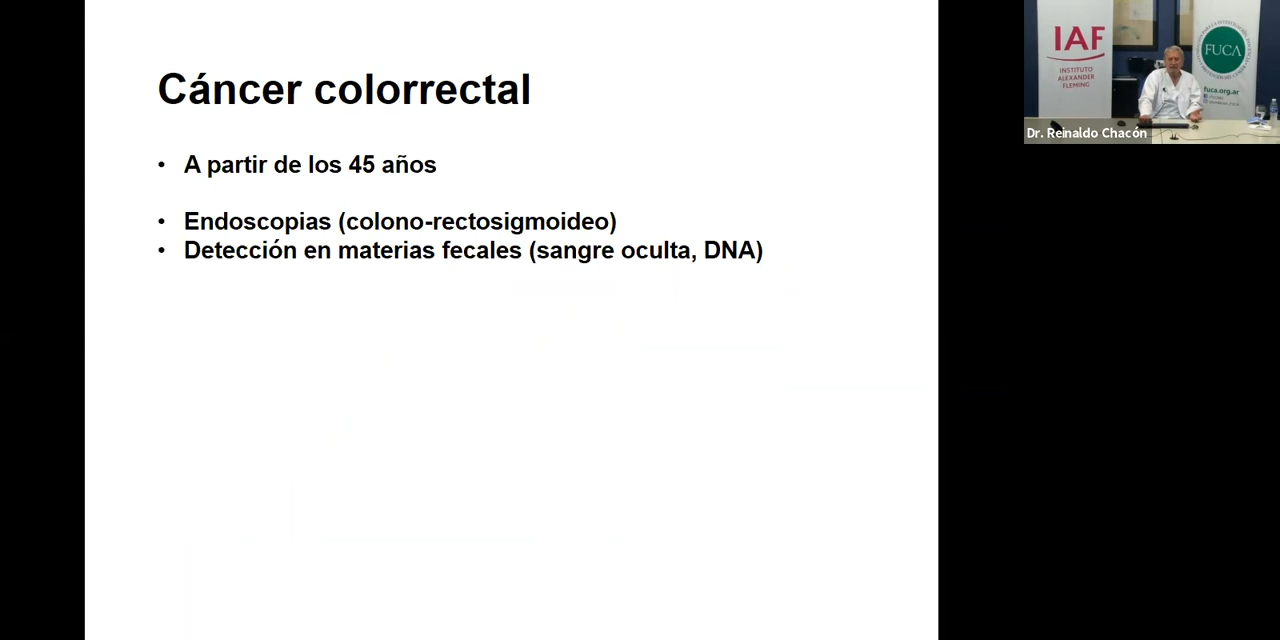 Cáncer colorrectal
• A partir de los 45 años
• Endoscopias (colono-rectosigmoideo)
• Detección en materias fecales (sangre oculta, DNA)
IAF
INSTITUTO
ALEXANDER
FLEMING
FUCA
fuca.org.ar
Dr. Reinaldo Chacón